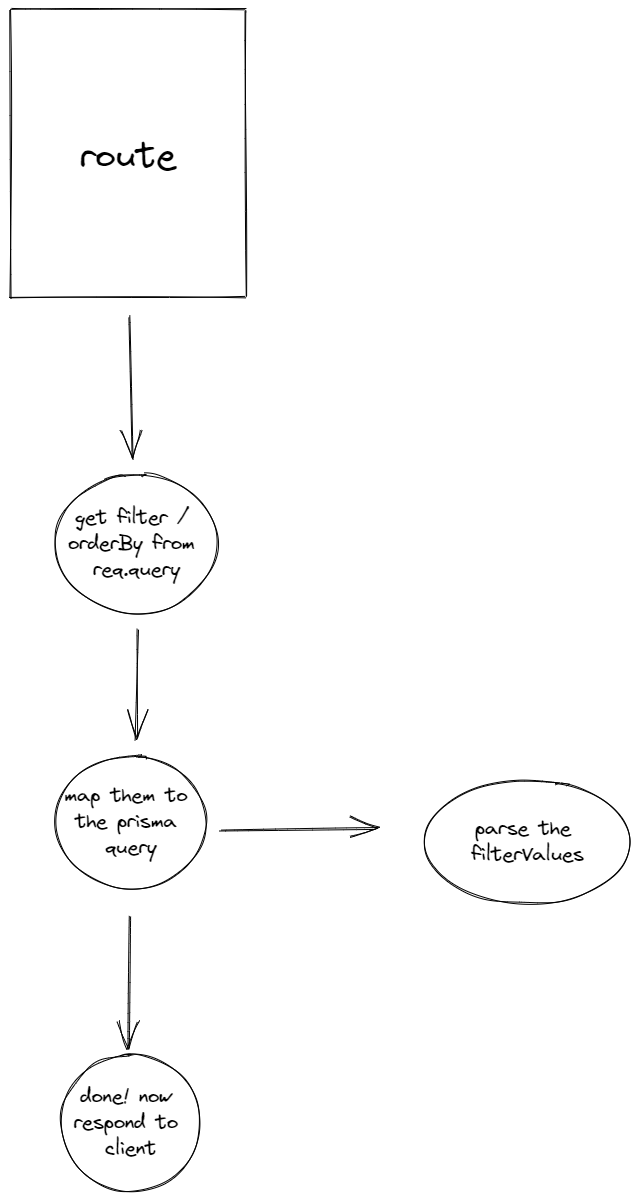 route
get filter /
orderBy from
req.query
map them to
the prisma
query
parse the
filterValues
done! now
respond to
client